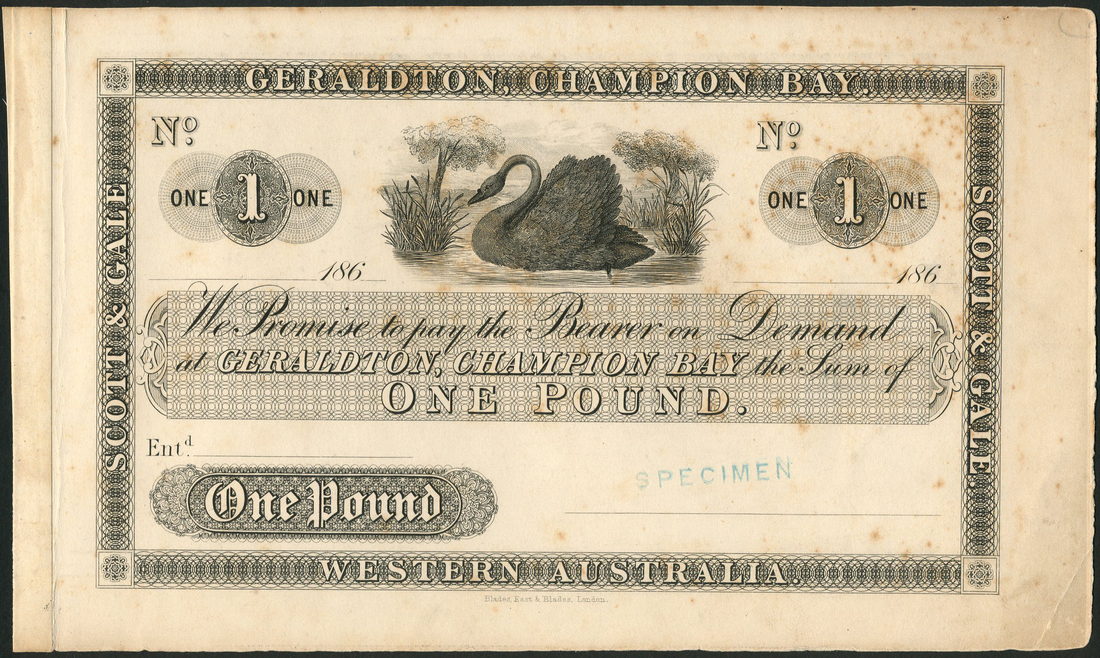 GERALDTON, CHAMPION BAY.
SCOTT & GALE
SCOTT & GALE.
No. No.
ONE 1 ONE ONE 1 ONE
186 186
We Promise to pay the Bearer on Demand
at GERALDTON, CHAMPION BAY the Sum of
ONE POUND.
Entd.
SPECIMEN
One Pound
WESTERN AUSTRALIA.
Blades, East & Blades, London.